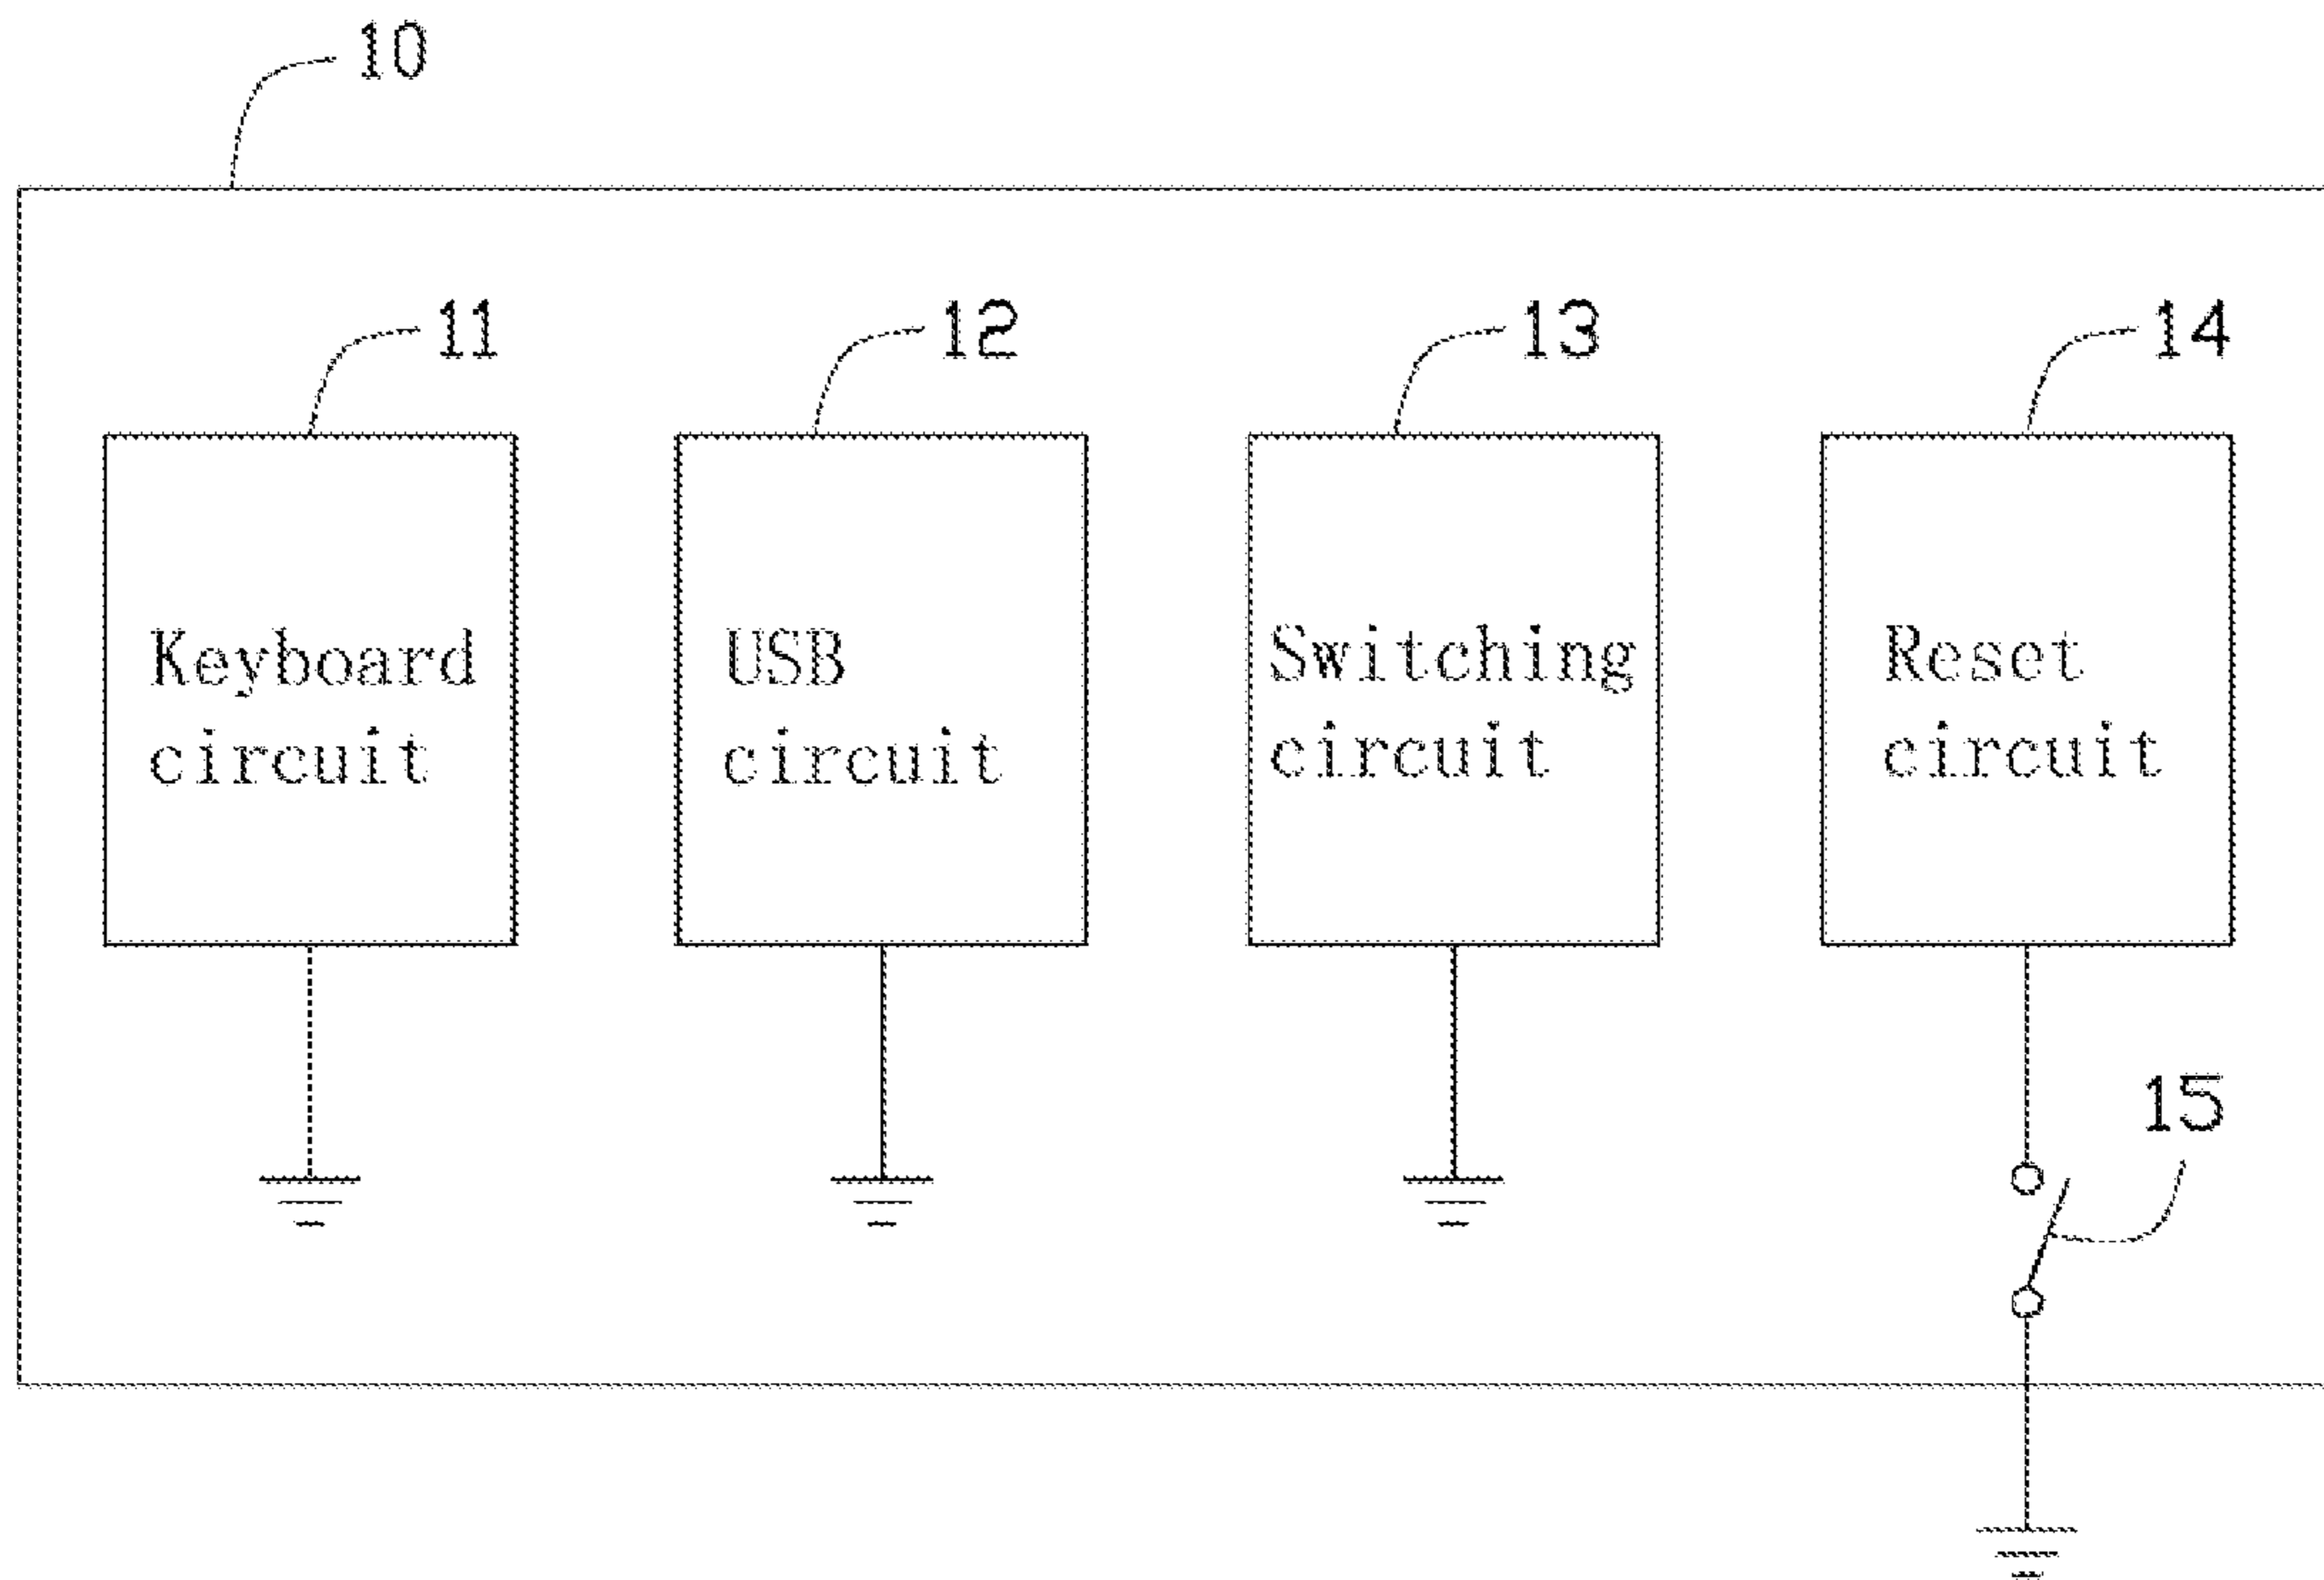 10
11
12
13
14
Keyboard
circuit
USB
circuit
Switching
circuit
Reset
circuit
15